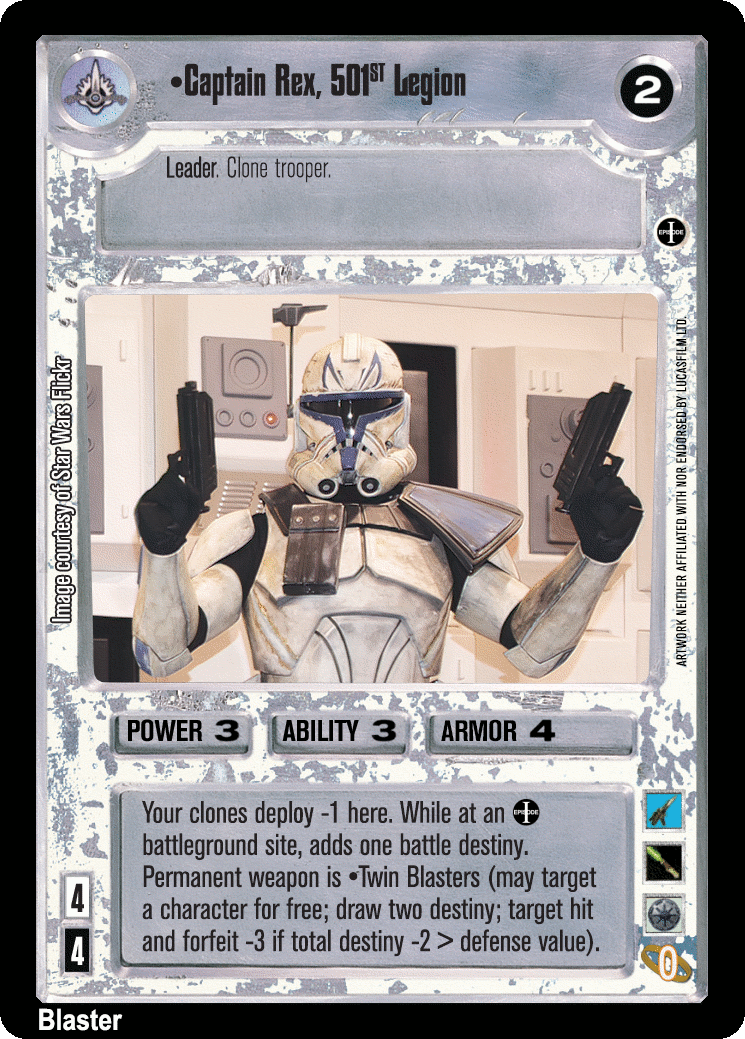 •Captain Rex, 501ST Legion
2
Leader. Clone trooper.
EPISODE
I
Image courtesy of Star Wars Flickr
ARTWORK NEITHER AFFILIATED WITH NOR ENDORSED BY LUCASFILM LTD.
POWER 3 ABILITY 3 ARMOR 4
Your clones deploy -1 here. While at an EPISODE I
battleground site, adds one battle destiny.
Permanent weapon is •Twin Blasters (may target
a character for free; draw two destiny; target hit
and forfeit -3 if total destiny -2 > defense value).
4
4
0
Blaster